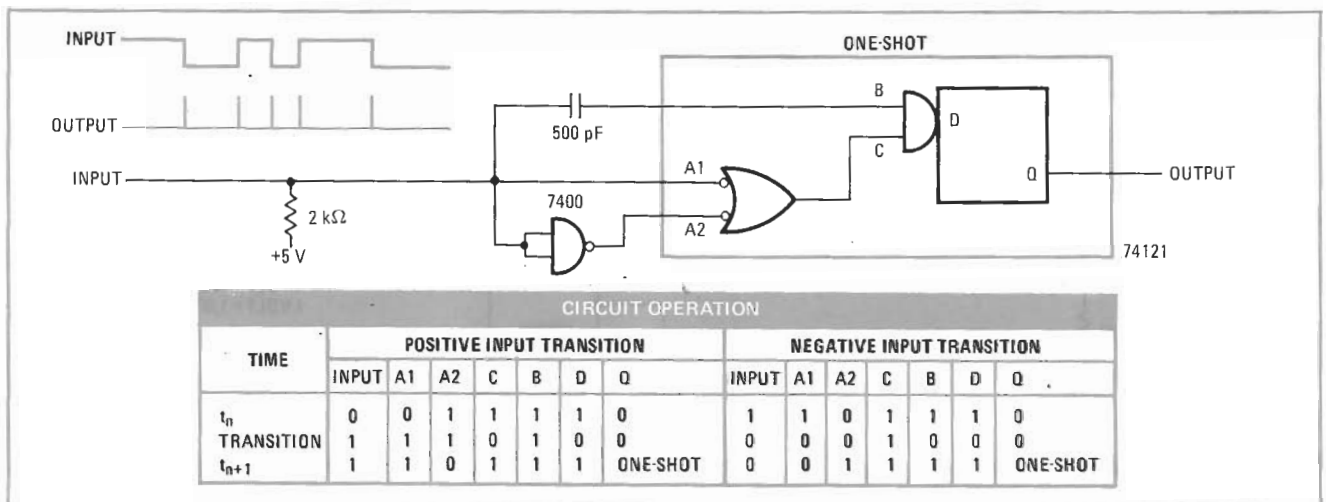 INPUT
ONE-SHOT
OUTPUT
500 pF
B
D
C
INPUT
A1
Q
OUTPUT
2 kΩ
7400
A2
+5 V
74121
CIRCUIT OPERATION
TIME POSITIVE INPUT TRANSITION NEGATIVE INPUT TRANSITION
INPUT A1 A2 C B D Q INPUT A1 A2 C B D Q
tn 0 0 1 1 1 1 0 1 1 0 1 1 1 0
TRANSITION 1 1 1 0 1 0 0 0 0 0 1 0 0 0
tn+1 1 1 0 1 1 1 ONE-SHOT 0 0 1 1 1 1 ONE-SHOT